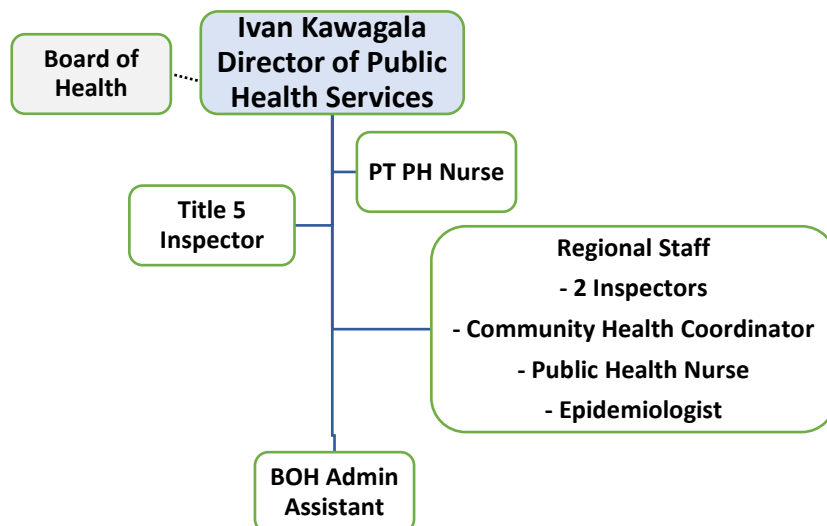 Board of
Health
Ivan Kawagala
Director of Public
Health Services
PT PH Nurse
Title 5
Inspector
Regional Staff
- 2 Inspectors
- Community Health Coordinator
- Public Health Nurse
- Epidemiologist
BOH Admin
Assistant